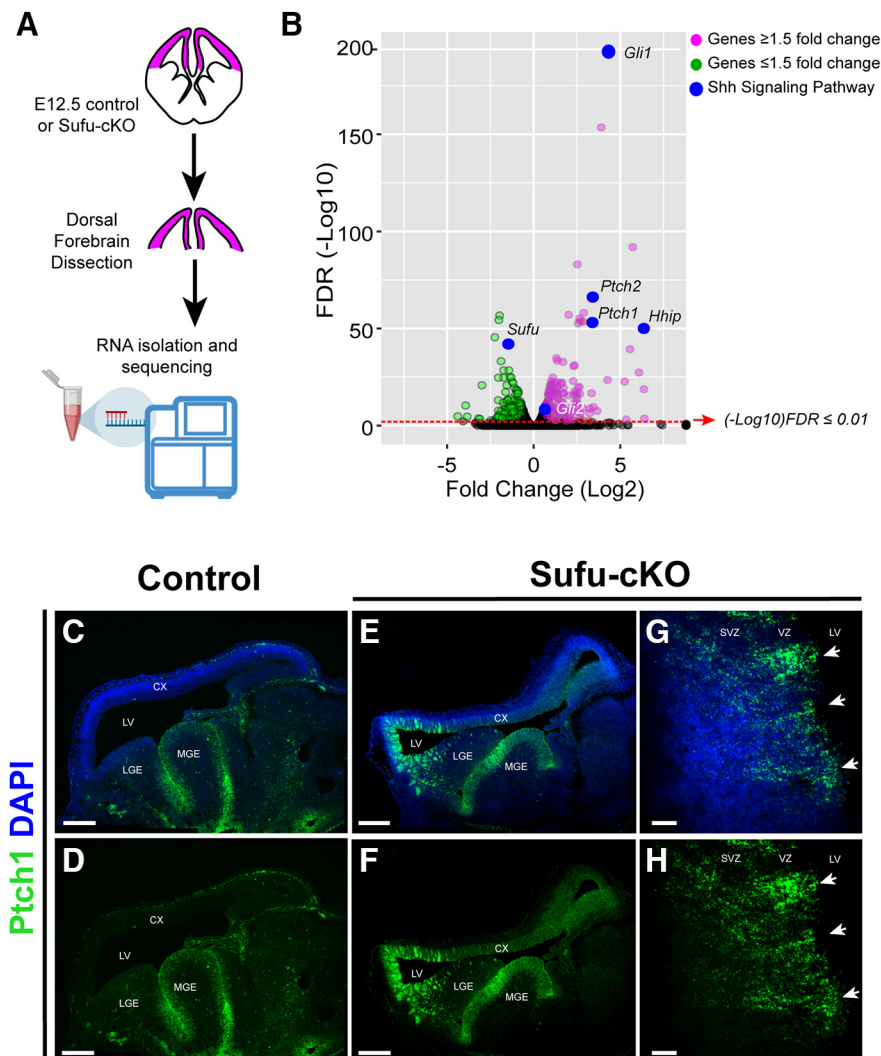 A
E12.5 control
or Sufu-cKO
Dorsal
Forebrain
Dissection
RNA isolation and
sequencing
B
FDR (-Log10)
200
150
100
50
0
-5
0
5
Fold Change (Log2)
Gli1
Ptch2
Ptch1
Hhip
Sufu
Gli2
Genes ≥1.5 fold change
Genes ≤1.5 fold change
Shh Signaling Pathway
(-Log10)FDR ≤ 0.01
Control
Sufu-cKO
Ptch1 DAPI
C
CX
LV
MGE
LGE
E
CX
LV
LGE
MGE
G
SVZ
VZ
LV
D
CX
LV
MGE
LGE
F
CX
LV
LGE
MGE
H
SVZ
VZ
LV